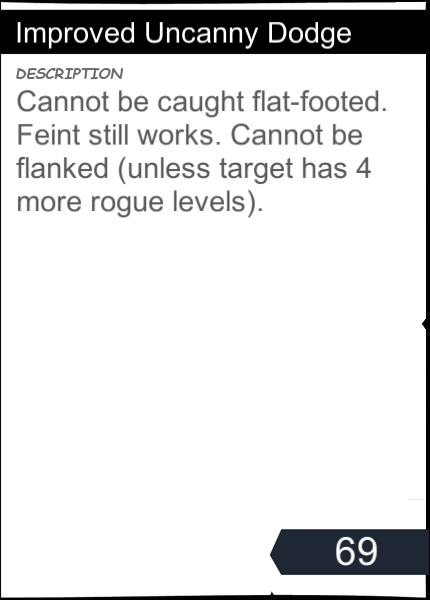 Improved Uncanny Dodge
DESCRIPTION
Cannot be caught flat-footed.
Feint still works. Cannot be
flanked (unless target has 4
more rogue levels).
69